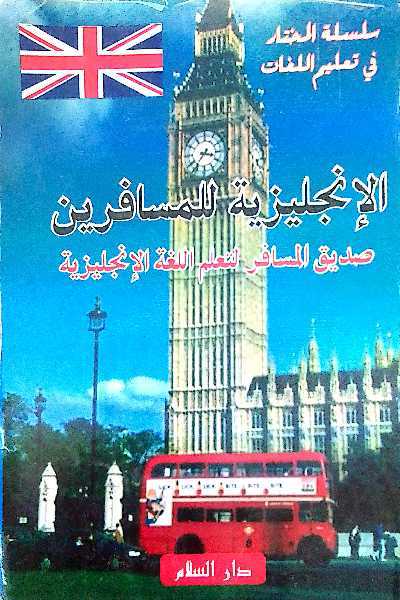 سلسلة المختار
في تعليم اللغات
الإنجليزية للمسافرين
صديق المسافر لتعلم اللغة الإنجليزية
دار السلام